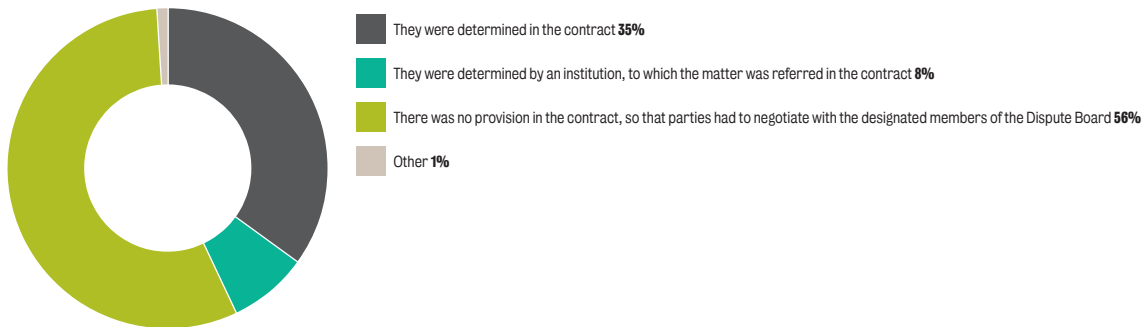 They were determined in the contract 35%
They were determined by an institution, to which the matter was referred in the contract 8%
There was no provision in the contract, so that parties had to negotiate with the designated members of the Dispute Board 56%
Other 1%